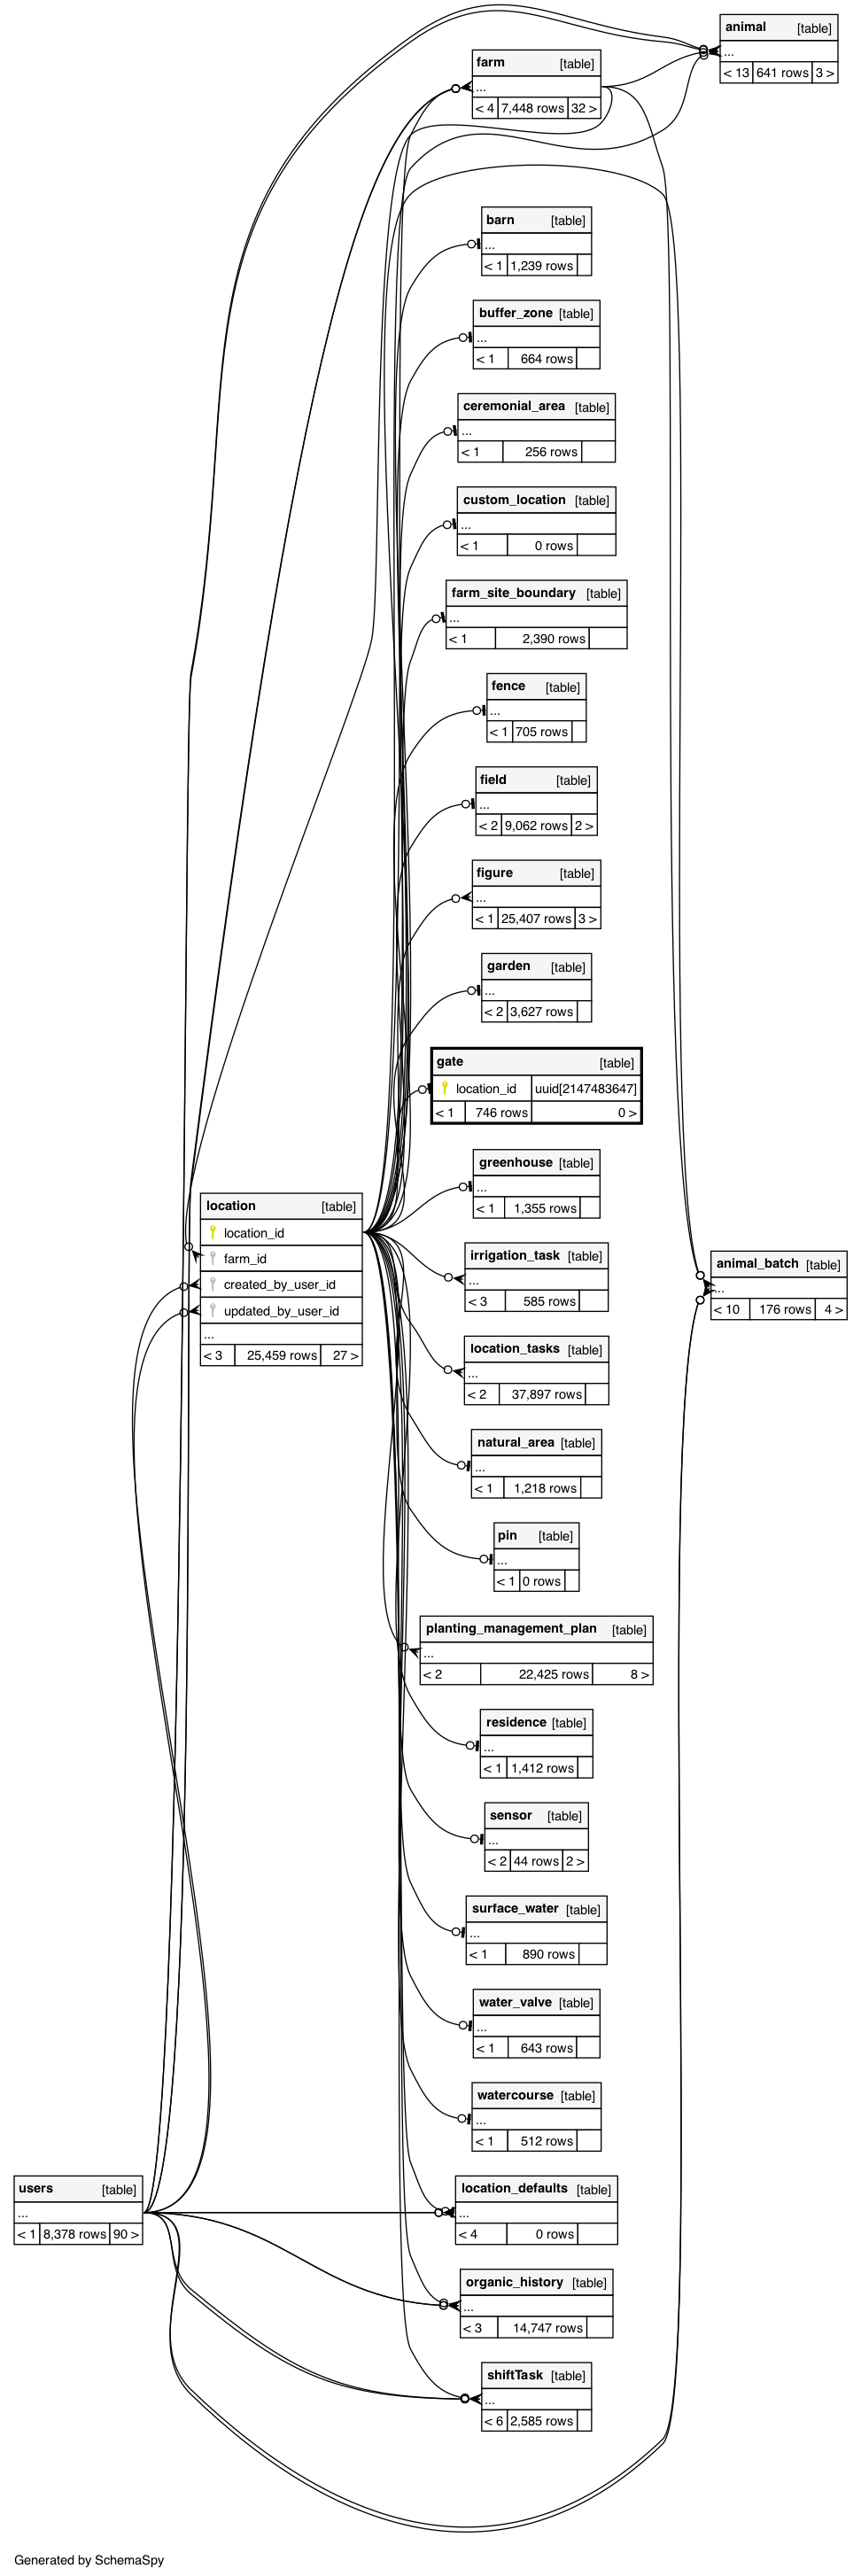 animal [table]
...
< 13 641 rows 3 >
farm [table]
...
< 4 7,448 rows 32 >
barn [table]
...
< 1 1,239 rows
buffer_zone [table]
...
< 1 664 rows
ceremonial_area [table]
...
< 1 256 rows
custom_location [table]
...
< 1 0 rows
farm_site_boundary [table]
...
< 1 2,390 rows
fence [table]
...
< 1 705 rows
field [table]
...
< 2 9,062 rows 2 >
figure [table]
...
< 1 25,407 rows 3 >
garden [table]
...
< 2 3,627 rows
gate [table]
location_id uuid[2147483647]
< 1 746 rows 0 >
greenhouse [table]
...
< 1 1,355 rows
location [table]
location_id
farm_id
created_by_user_id
updated_by_user_id
...
< 3 25,459 rows 27 >
irrigation_task [table]
...
< 3 585 rows
animal_batch [table]
...
< 10 176 rows 4 >
location_tasks [table]
...
< 2 37,897 rows
natural_area [table]
...
< 1 1,218 rows
pin [table]
...
< 1 0 rows
planting_management_plan [table]
...
< 2 22,425 rows 8 >
residence [table]
...
< 1 1,412 rows
sensor [table]
...
< 2 44 rows 2 >
surface_water [table]
...
< 1 890 rows
water_valve [table]
...
< 1 643 rows
watercourse [table]
...
< 1 512 rows
users [table]
...
< 1 8,378 rows 90 >
location_defaults [table]
...
< 4 0 rows
organic_history [table]
...
< 3 14,747 rows
shiftTask [table]
...
< 6 2,585 rows
Generated by SchemaSpy